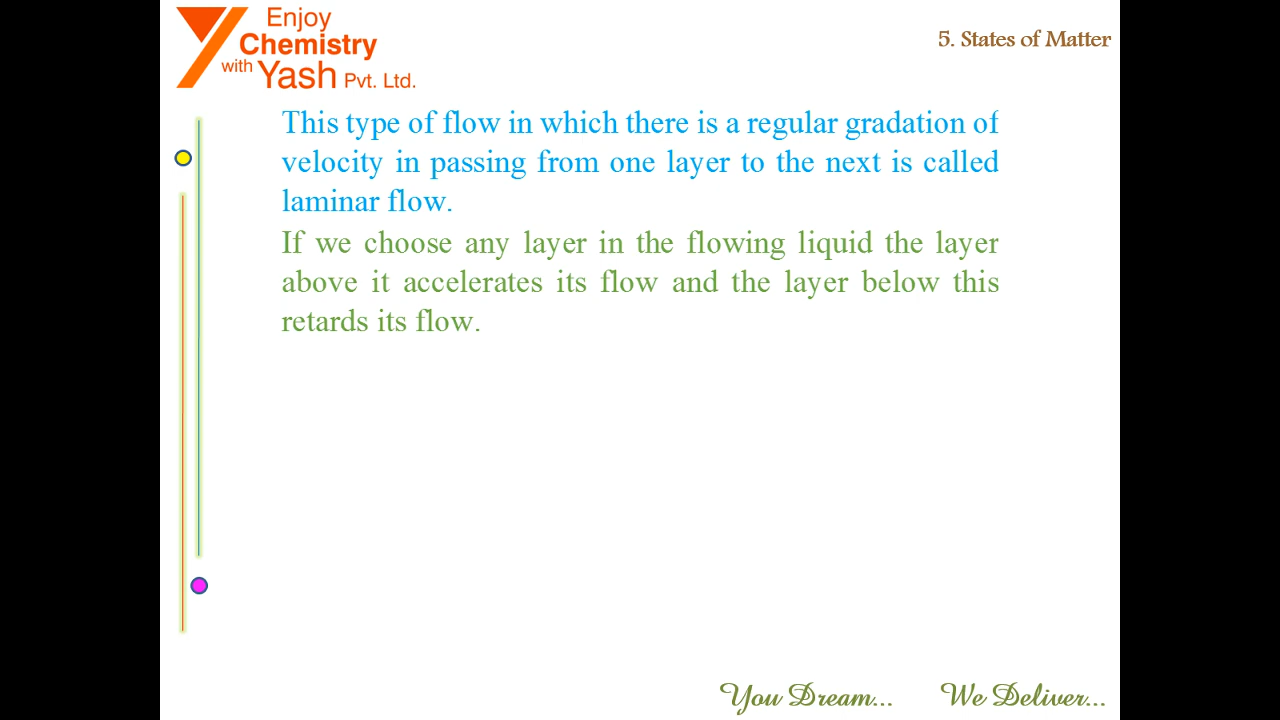 Enjoy
Chemistry
with Yash Pvt. Ltd.
5. States of Matter
This type of flow in which there is a regular gradation of
velocity in passing from one layer to the next is called
laminar flow.
If we choose any layer in the flowing liquid the layer
above it accelerates its flow and the layer below this
retards its flow.
You Dream... We Deliver...